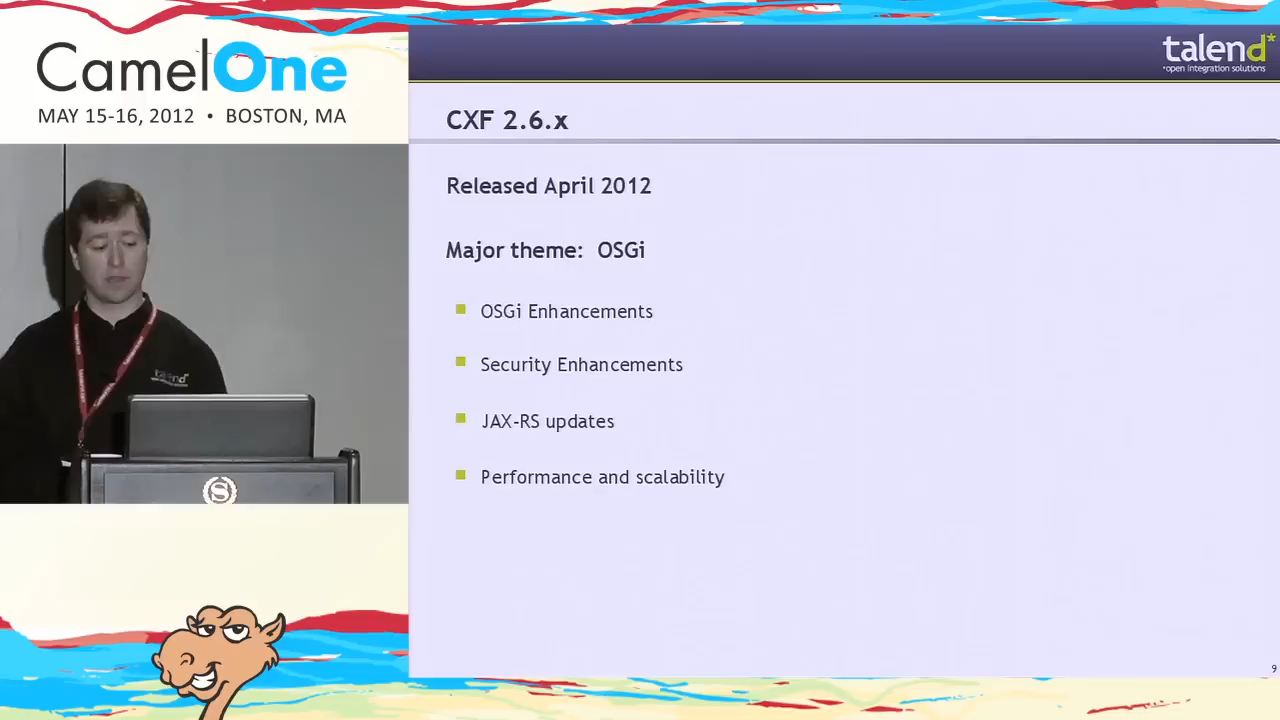 CamelOne
MAY 15-16, 2012 • BOSTON, MA
talend*
*open integration solutions
CXF 2.6.x
Released April 2012
Major theme: OSGi
OSGi Enhancements
Security Enhancements
JAX-RS updates
Performance and scalability
talend*
9